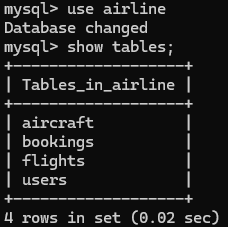 mysql> use airline
Database changed
mysql> show tables;
+-------------------+
| Tables_in_airline |
+-------------------+
| aircraft          |
| bookings          |
| flights           |
| users             |
+-------------------+
4 rows in set (0.02 sec)